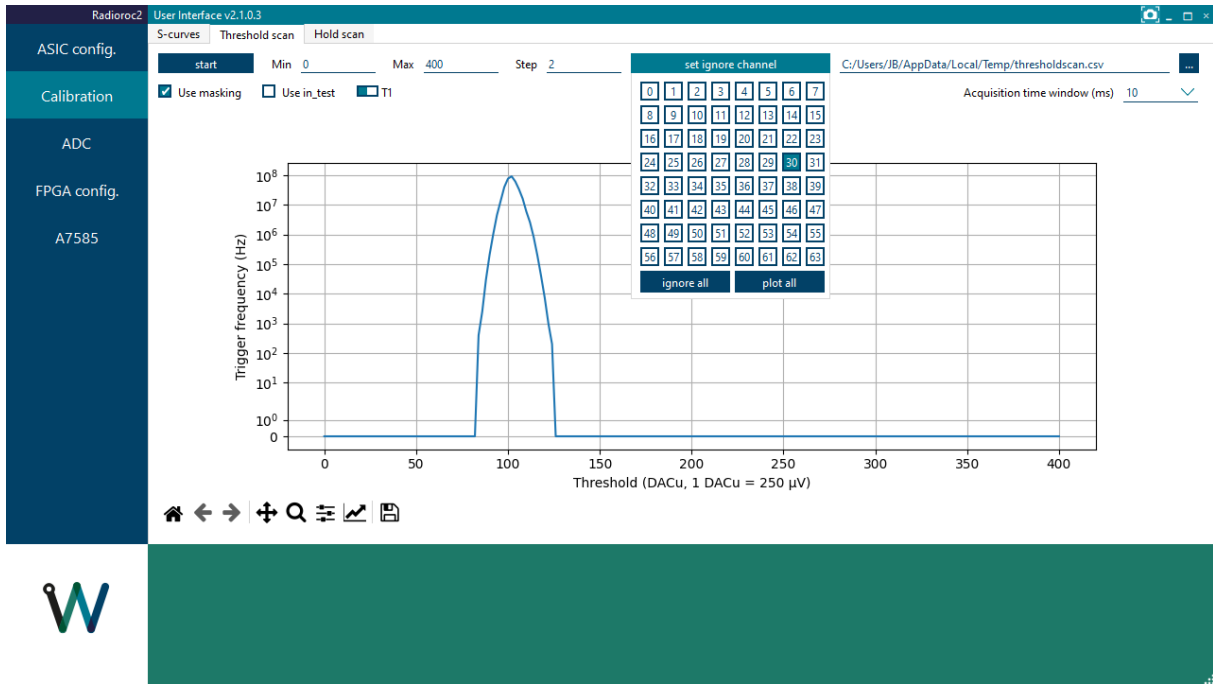 Radioroc2 User Interface v2.1.0.3
ASIC config.
Calibration
ADC
FPGA config.
A7585
S-curves Threshold scan Hold scan
start Min 0 Max 400 Step 2 set ignore channel C:/Users/JB/AppData/Local/Temp/thresholdscan.csv ...
Use masking Use in_test T1 Acquisition time window (ms) 10
0 1 2 3 4 5 6 7
8 9 10 11 12 13 14 15
16 17 18 19 20 21 22 23
24 25 26 27 28 29 30 31
32 33 34 35 36 37 38 39
40 41 42 43 44 45 46 47
48 49 50 51 52 53 54 55
56 57 58 59 60 61 62 63
ignore all plot all
Trigger frequency (Hz)
10⁸
10⁷
10⁶
10⁵
10⁴
10³
10²
10¹
10⁰
0
0 50 100 150 200 250 300 350 400
Threshold (DACu, 1 DACu = 250 µV)